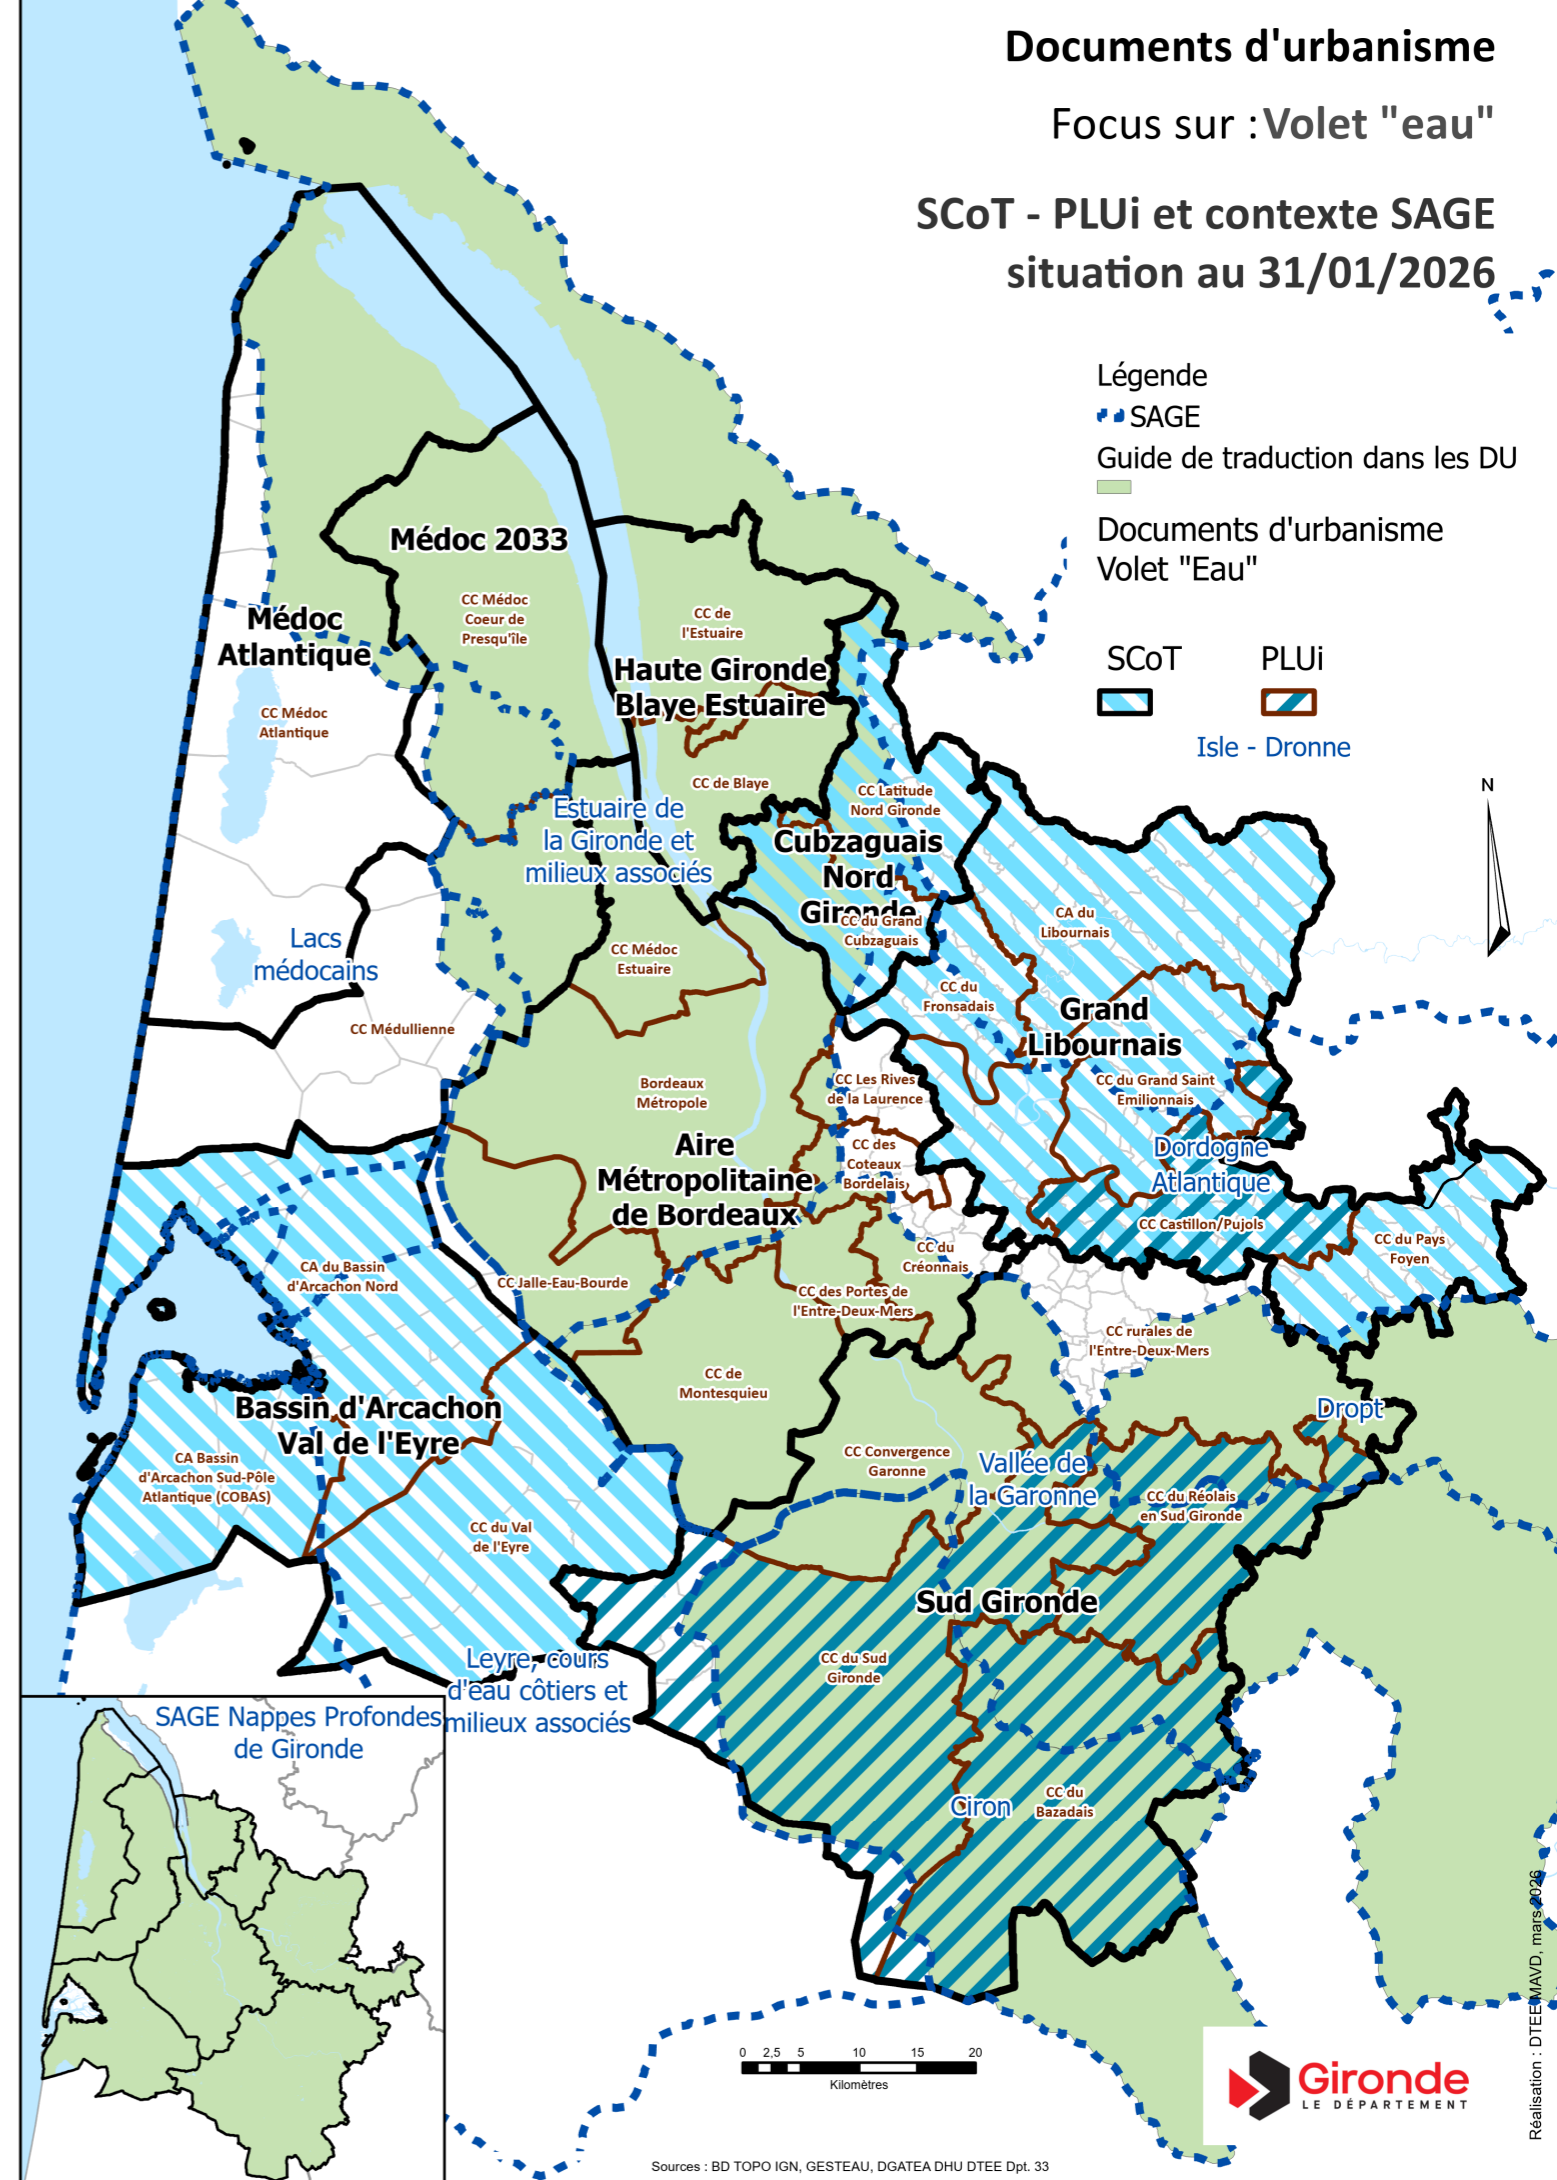 Documents d'urbanisme
Focus sur : Volet "eau"
SCoT - PLUi et contexte SAGE
situation au 31/01/2026
Légende
SAGE
Guide de traduction dans les DU
Documents d'urbanisme
Volet "Eau"
SCoT
PLUi
Isle - Dronne
N
Médoc 2033
CC Médoc
Coeur de
Presqu'île
CC de
l'Estuaire
Médoc
Atlantique
Haute Gironde
Blaye Estuaire
CC Médoc
Atlantique
CC de Blaye
CC Latitude
Nord Gironde
Estuaire de
la Gironde et
milieux associés
Cubzaguais
Nord
Gironde
CC du Grand
Cubzaguais
CA du
Libournais
Lacs
médocains
CC Médoc
Estuaire
CC du
Fronsadais
Grand
Libournais
CC Médullienne
Bordeaux
Métropole
CC Les Rives
de la Laurence
CC du Grand Saint
Emilionnais
Aire
Métropolitaine
de Bordeaux
CC des
Coteaux
Bordelais
Dordogne
Atlantique
CC Castillon/Pujols
CC du Pays
Foyen
CA du Bassin
d'Arcachon Nord
CC Jalle-Eau-Bourde
CC du
Créonnais
CC des Portes de
l'Entre-Deux-Mers
CC rurales de
l'Entre-Deux-Mers
CC de
Montesquieu
Bassin d'Arcachon
Val de l'Eyre
Dropt
CA Bassin
d'Arcachon Sud-Pôle
Atlantique (COBAS)
CC Convergence
Garonne
Vallée de
la Garonne
CC du Réolais
en Sud Gironde
CC du Val
de l'Eyre
Sud Gironde
Leyre, cours
d'eau côtiers et
milieux associés
CC du Sud
Gironde
SAGE Nappes Profondes
de Gironde
Ciron
CC du
Bazadais
0 2,5 5 10 15 20
Kilomètres
Gironde
LE DÉPARTEMENT
Réalisation : DTEE MAVD, mars 2026
Sources : BD TOPO IGN, GESTEAU, DGATEA DHU DTEE Dpt. 33